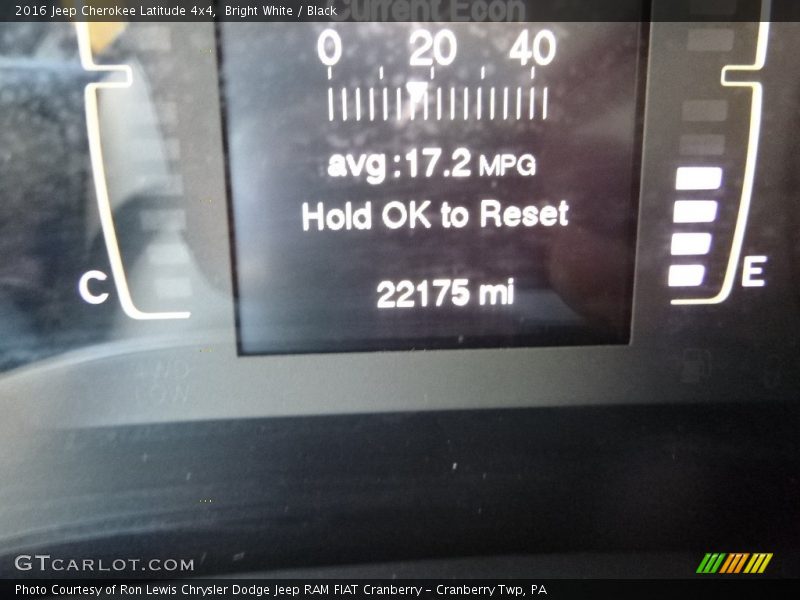 2016 Jeep Cherokee Latitude 4x4, Bright White / Black
Current Econ
0 20 40
avg:17.2 MPG
Hold OK to Reset
22175 mi
C
E
4WD
LOW
GTCARLOT.COM
Photo Courtesy of Ron Lewis Chrysler Dodge Jeep RAM FIAT Cranberry – Cranberry Twp, PA